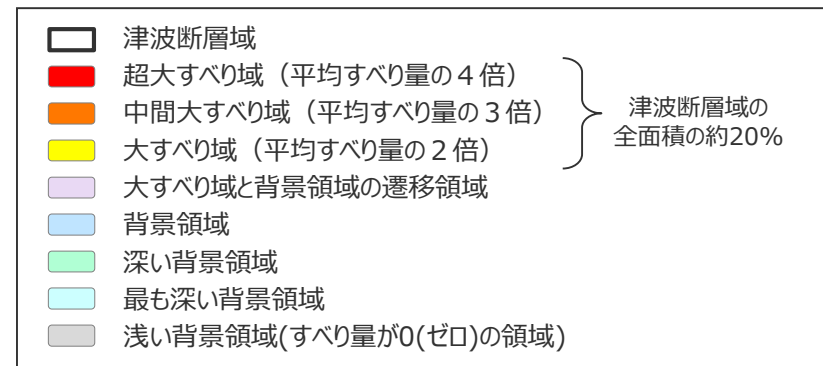 津波断層域
超大すべり域（平均すべり量の４倍）
中間大すべり域（平均すべり量の３倍）
大すべり域（平均すべり量の２倍）
津波断層域の
全面積の約20%
大すべり域と背景領域の遷移領域
背景領域
深い背景領域
最も深い背景領域
浅い背景領域(すべり量が0(ゼロ)の領域)